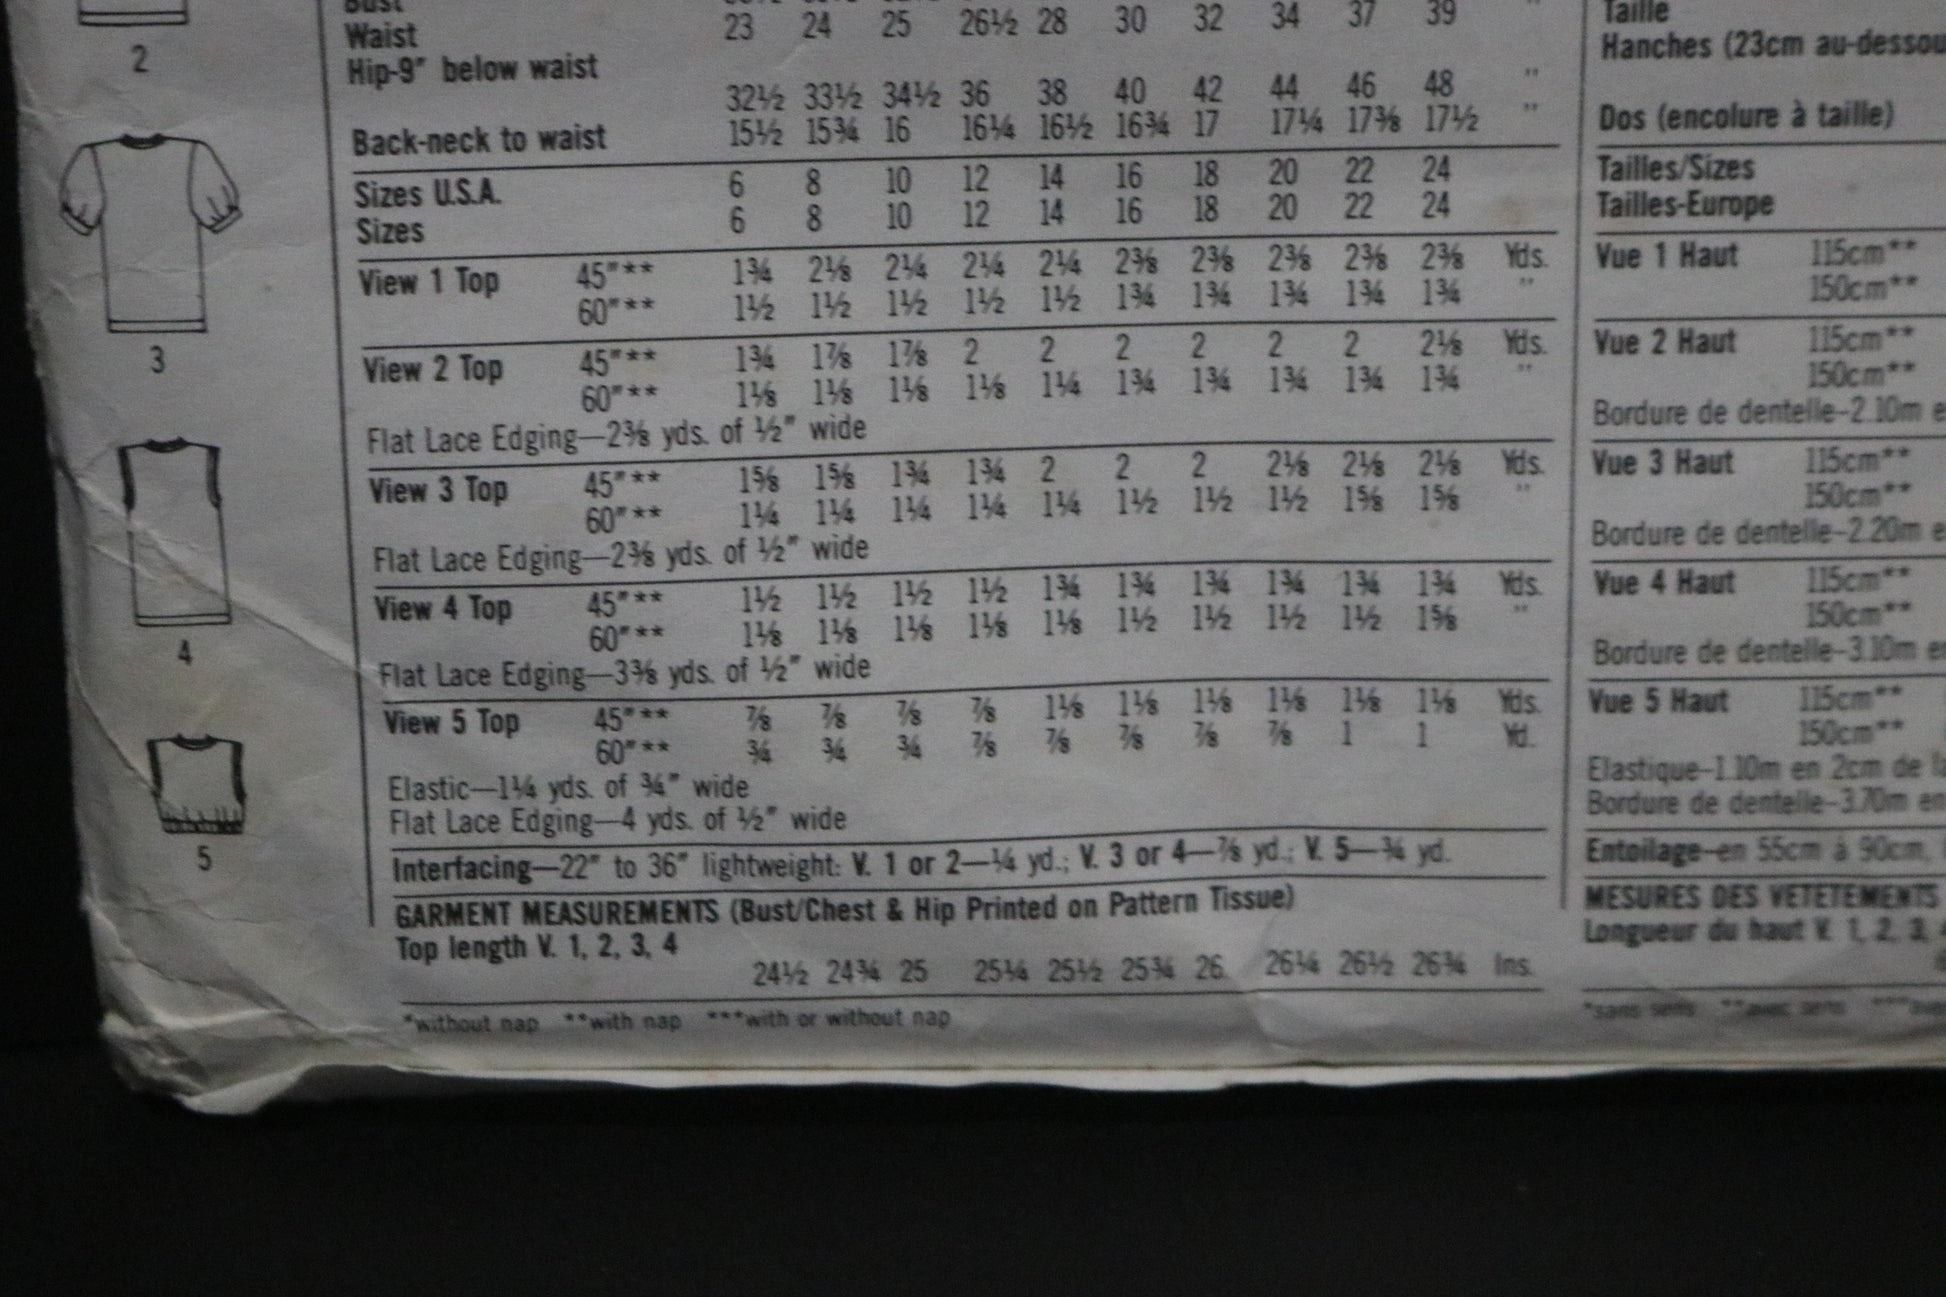 2
3
4
5
Bust
Waist 23 24 25 26½ 28 30 32 34 37 39 "
Hip-9" below waist
32½ 33½ 34½ 36 38 40 42 44 46 48 "
Back-neck to waist 15½ 15¾ 16 16¼ 16½ 16¾ 17 17¼ 17⅜ 17½ "
Sizes U.S.A. 6 8 10 12 14 16 18 20 22 24
Sizes 6 8 10 12 14 16 18 20 22 24
View 1 Top 45"** 1¾ 2⅛ 2¼ 2¼ 2¼ 2⅜ 2⅜ 2⅜ 2⅜ 2⅜ Yds.
60"** 1½ 1½ 1½ 1½ 1½ 1¾ 1¾ 1¾ 1¾ 1¾ "
View 2 Top 45"** 1¾ 1⅞ 1⅞ 2 2 2 2 2 2 2⅛ Yds.
60"** 1⅛ 1⅛ 1⅛ 1⅛ 1¼ 1¾ 1¾ 1¾ 1¾ 1¾ "
Flat Lace Edging—2⅜ yds. of ½" wide
View 3 Top 45"** 1⅝ 1⅝ 1¾ 1¾ 2 2 2 2⅛ 2⅛ 2⅛ Yds.
60"** 1¼ 1¼ 1¼ 1¼ 1¼ 1½ 1½ 1½ 1⅝ 1⅝ "
Flat Lace Edging—2⅜ yds. of ½" wide
View 4 Top 45"** 1½ 1½ 1½ 1½ 1¾ 1¾ 1¾ 1¾ 1¾ 1¾ Yds.
60"** 1⅛ 1⅛ 1⅛ 1⅛ 1⅛ 1½ 1½ 1½ 1½ 1⅝ "
Flat Lace Edging—3⅜ yds. of ½" wide
View 5 Top 45"** ⅞ ⅞ ⅞ ⅞ 1⅛ 1⅛ 1⅛ 1⅛ 1⅛ 1⅛ Yds.
60"** ¾ ¾ ¾ ⅞ ⅞ ⅞ ⅞ ⅞ 1 1 Yd.
Elastic—1¼ yds. of ¾" wide
Flat Lace Edging—4 yds. of ½" wide
Interfacing—22" to 36" lightweight: V. 1 or 2—¼ yd.; V. 3 or 4—⅞ yd.; V. 5—¾ yd.
GARMENT MEASUREMENTS (Bust/Chest & Hip Printed on Pattern Tissue)
Top length V. 1, 2, 3, 4
24½ 24¾ 25 25¼ 25½ 25¾ 26. 26¼ 26½ 26¾ Ins.
*without nap **with nap ***with or without nap
Taille
Hanches (23cm au-dessou
Dos (encolure à taille)
Tailles/Sizes
Tailles-Europe
Vue 1 Haut 115cm**
150cm**
Vue 2 Haut 115cm**
150cm**
Bordure de dentelle—2.10m
Vue 3 Haut 115cm**
150cm**
Bordure de dentelle—2.20m
Vue 4 Haut 115cm**
150cm**
Bordure de dentelle—3.10m
Vue 5 Haut 115cm**
150cm**
Elastique—1.10m en 2cm de
Bordure de dentelle—3.70m en
Entoilage—en 55cm à 90cm,
MESURES DES VETETEMENTS
Longueur du haut V. 1, 2, 3,
*sans sens **avec sens